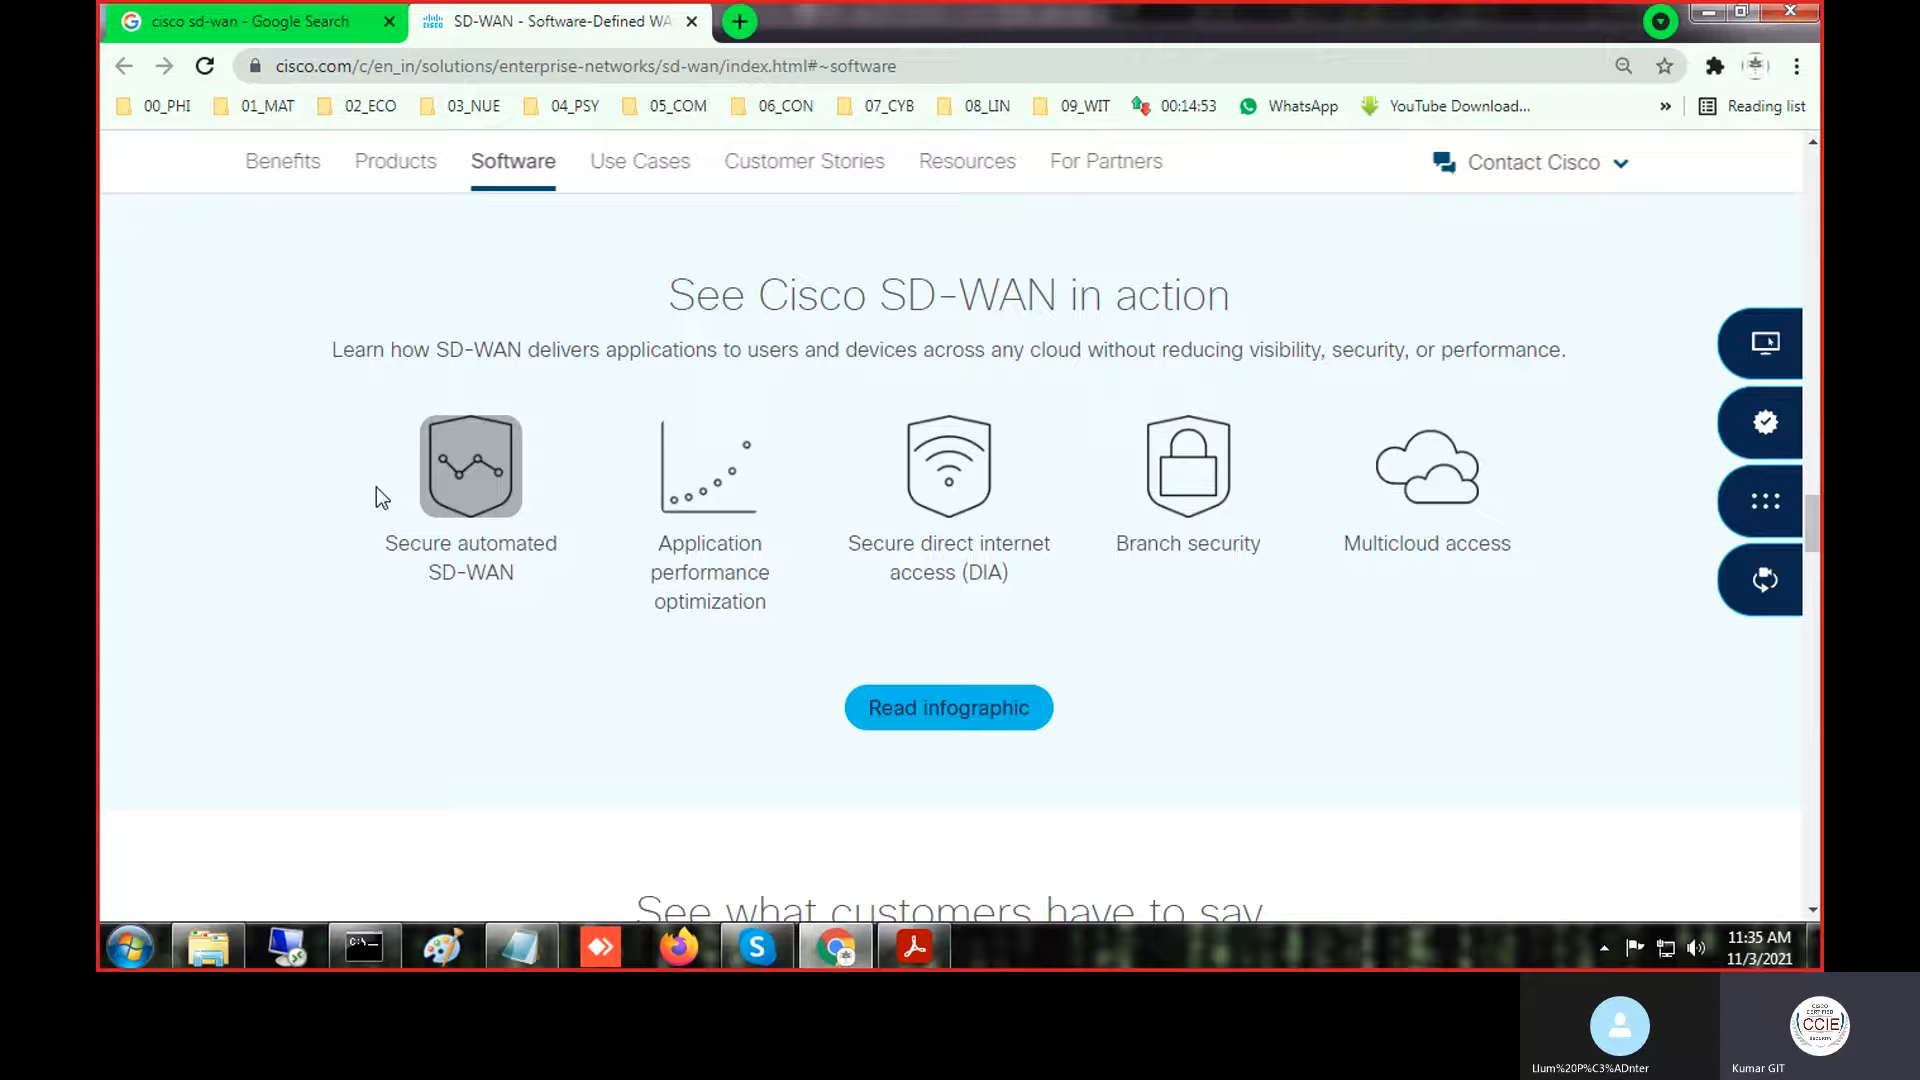 cisco sd-wan - Google Search
SD-WAN - Software-Defined WA
cisco.com/c/en_in/solutions/enterprise-networks/sd-wan/index.html#~software
00_PHI 01_MAT 02_ECO 03_NUE 04_PSY 05_COM 06_CON 07_CYB 08_LIN 09_WIT 00:14:53 WhatsApp YouTube Download... » Reading list
Benefits Products Software Use Cases Customer Stories Resources For Partners Contact Cisco
See Cisco SD-WAN in action
Learn how SD-WAN delivers applications to users and devices across any cloud without reducing visibility, security, or performance.
Secure automated
SD-WAN
Application
performance
optimization
Secure direct internet
access (DIA)
Branch security
Multicloud access
Read infographic
See what customers have to say
C:\_
S
11:35 AM
11/3/2021
CISCO
CERTIFIED
CCIE
SECURITY
Llum%20P%C3%ADnter
Kumar GIT